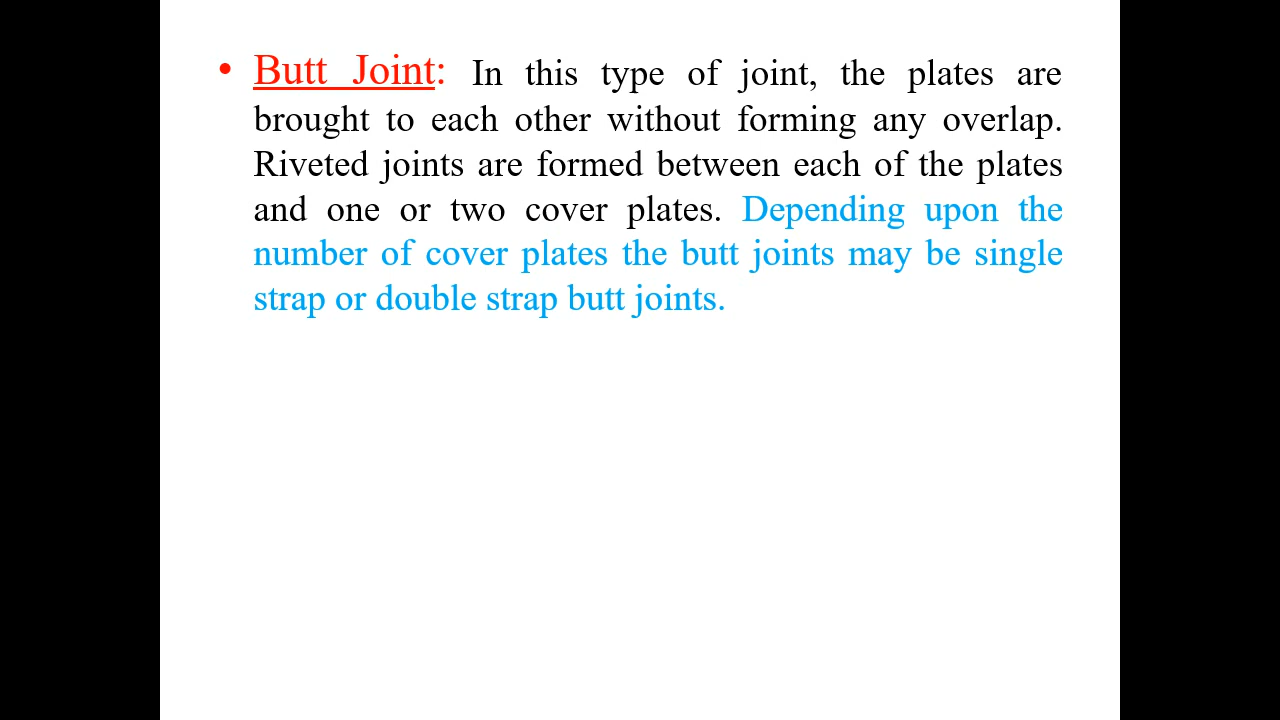 • Butt Joint: In this type of joint, the plates are
brought to each other without forming any overlap.
Riveted joints are formed between each of the plates
and one or two cover plates. Depending upon the
number of cover plates the butt joints may be single
strap or double strap butt joints.